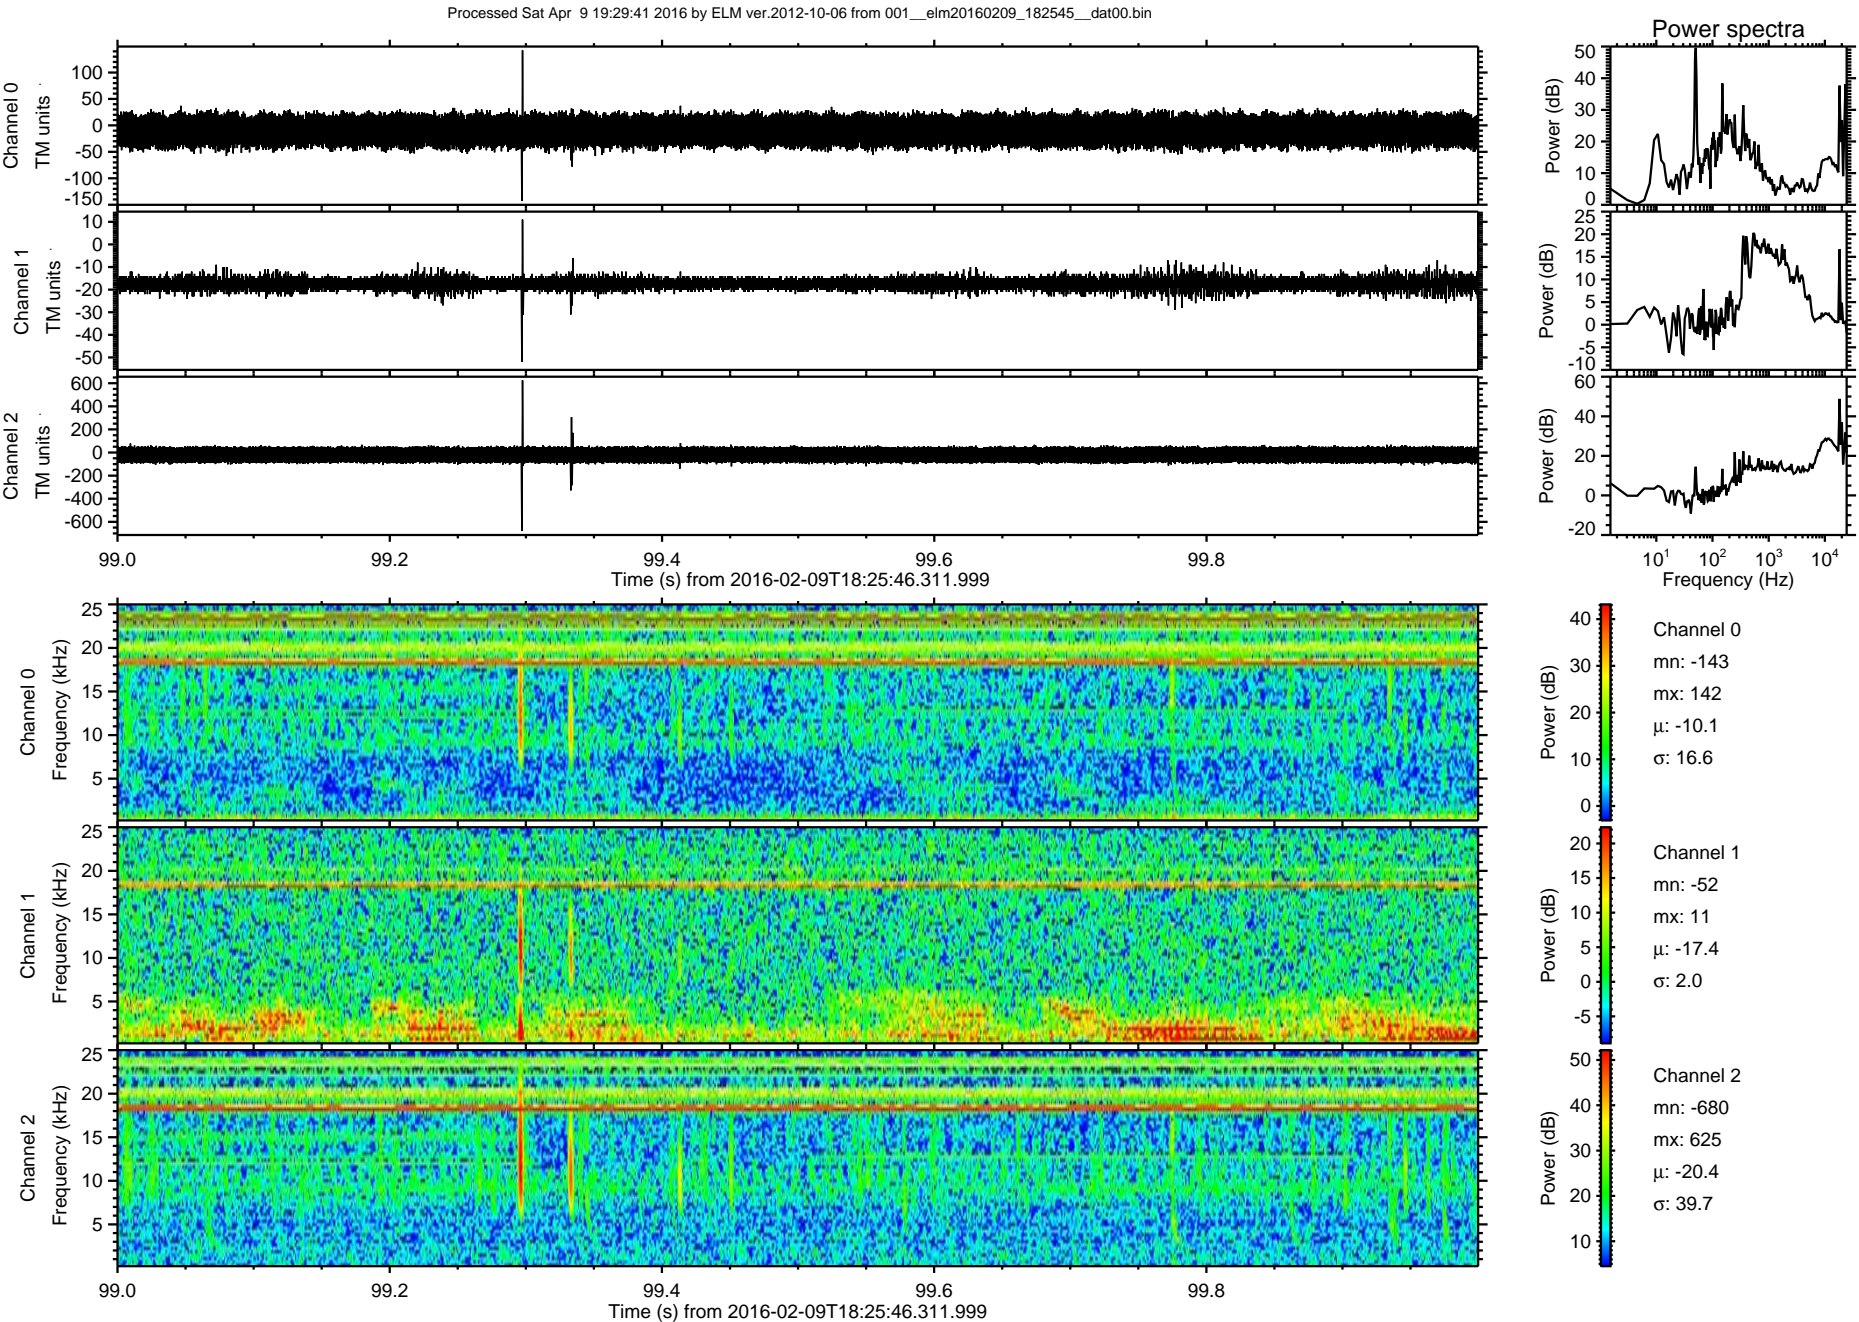 Processed Sat Apr  9 19:29:41 2016 by ELM ver.2012-10-06 from 001__elm20160209_182545__dat00.bin
Power spectra
Channel 0
TM units
100
50
0
-50
-100
-150
Power (dB)
50
40
30
20
10
0
Channel 1
TM units
10
0
-10
-20
-30
-40
-50
Power (dB)
25
20
15
10
5
0
-5
-10
Channel 2
TM units
600
400
200
0
-200
-400
-600
Power (dB)
60
40
20
0
-20
99.0 99.2 99.4 99.6 99.8
Time (s) from 2016-02-09T18:25:46.311.999
10^1 10^2 10^3 10^4
Frequency (Hz)
Channel 0
Frequency (kHz)
25
20
15
10
5
Power (dB)
40
30
20
10
0
Channel 0
mn: -143
mx: 142
μ: -10.1
σ: 16.6
Channel 1
Frequency (kHz)
25
20
15
10
5
Power (dB)
20
15
10
5
0
-5
Channel 1
mn: -52
mx: 11
μ: -17.4
σ: 2.0
Channel 2
Frequency (kHz)
25
20
15
10
5
Power (dB)
50
40
30
20
10
Channel 2
mn: -680
mx: 625
μ: -20.4
σ: 39.7
99.0 99.2 99.4 99.6 99.8
Time (s) from 2016-02-09T18:25:46.311.999